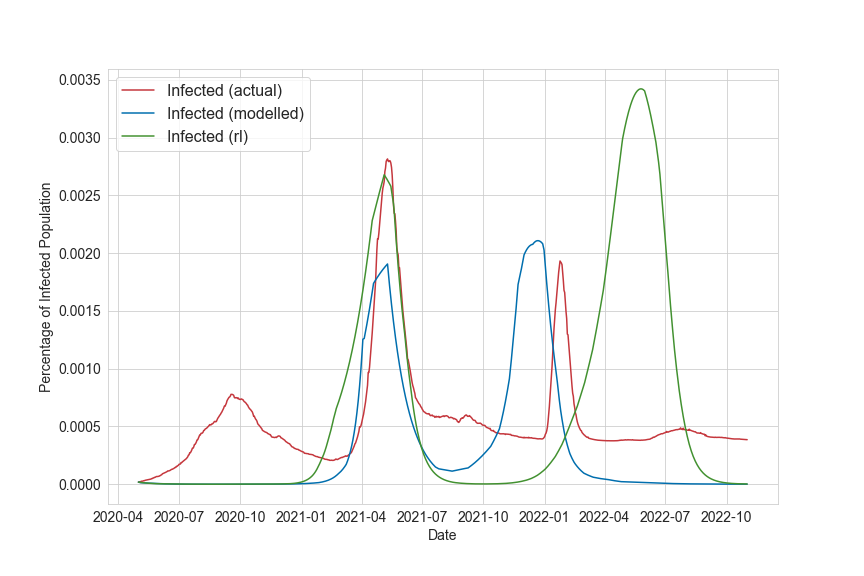 Infected (actual)
Infected (modelled)
Infected (rl)
Percentage of Infected Population
0.0035
0.0030
0.0025
0.0020
0.0015
0.0010
0.0005
0.0000
2020-04 2020-07 2020-10 2021-01 2021-04 2021-07 2021-10 2022-01 2022-04 2022-07 2022-10
Date